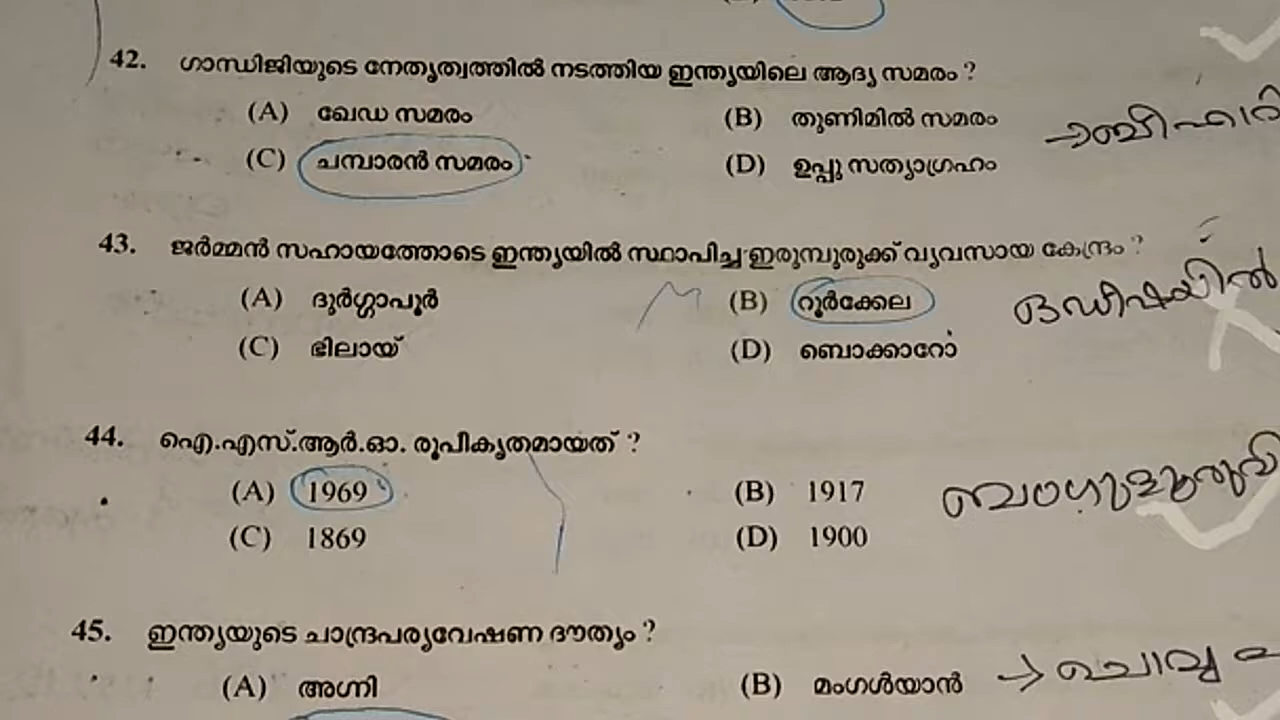 42. ഗാന്ധിജിയുടെ നേതൃത്വത്തിൽ നടത്തിയ ഇന്ത്യയിലെ ആദ്യ സമരം ?
(A) ഖേഡ സമരം (B) തുണിമിൽ സമരം
(C) ചമ്പാരൻ സമരം (D) ഉപ്പു സത്യാഗ്രഹം
43. ജർമ്മൻ സഹായത്തോടെ ഇന്ത്യയിൽ സ്ഥാപിച്ച ഇരുമ്പുരുക്ക് വ്യവസായ കേന്ദ്രം ?
(A) ദുർഗ്ഗാപൂർ (B) റൂർക്കേല ഒഡീഷയിൽ
(C) ഭിലായ് (D) ബൊക്കാറോ
44. ഐ.എസ്.ആർ.ഓ. രൂപീകൃതമായത് ?
(A) 1969 (B) 1917
(C) 1869 (D) 1900
45. ഇന്ത്യയുടെ ചാന്ദ്രപര്യവേഷണ ദൗത്യം ?
(A) അഗ്നി (B) മംഗൾയാൻ